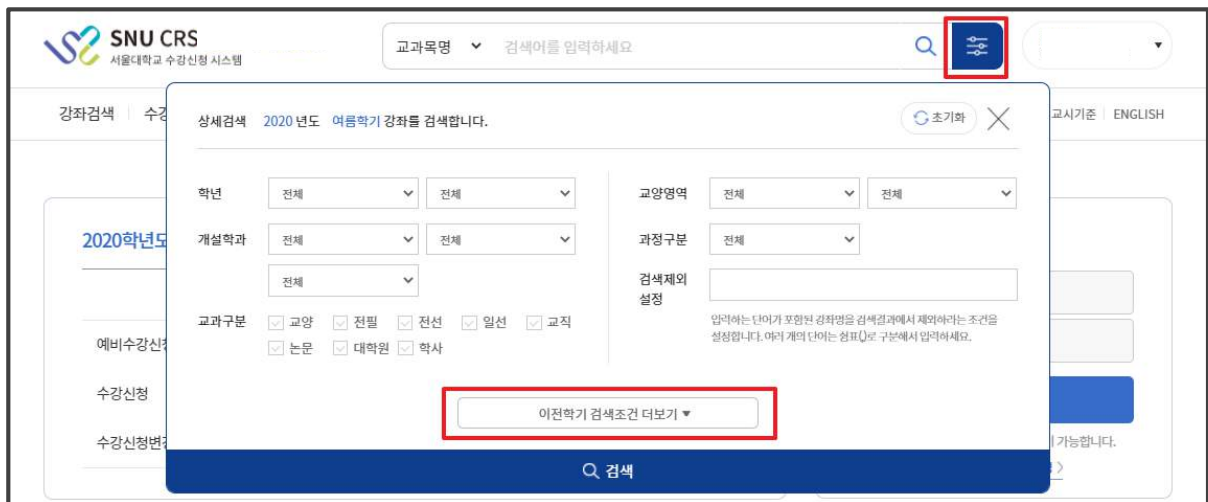 SNU CRS
서울대학교 수강신청 시스템
교과목명
검색어를 입력하세요
강좌검색
교시기준 ENGLISH
상세검색 2020 년도 여름학기 강좌를 검색합니다.
초기화
학년 전체 전체
교양영역 전체 전체
2020학년도
개설학과 전체 전체
과정구분 전체
전체
검색제외
설정
입력하는 단어가 포함된 강좌명을 검색결과에서 제외하라는 조건을
설정합니다. 여러 개의 단어는 쉼표(,)로 구분해서 입력하세요.
교과구분 교양 전필 전선 일선 교직
논문 대학원 학사
예비수강신청
수강신청
수강신청변경
이전학기 검색조건 더보기 ▼
가능합니다.
검색